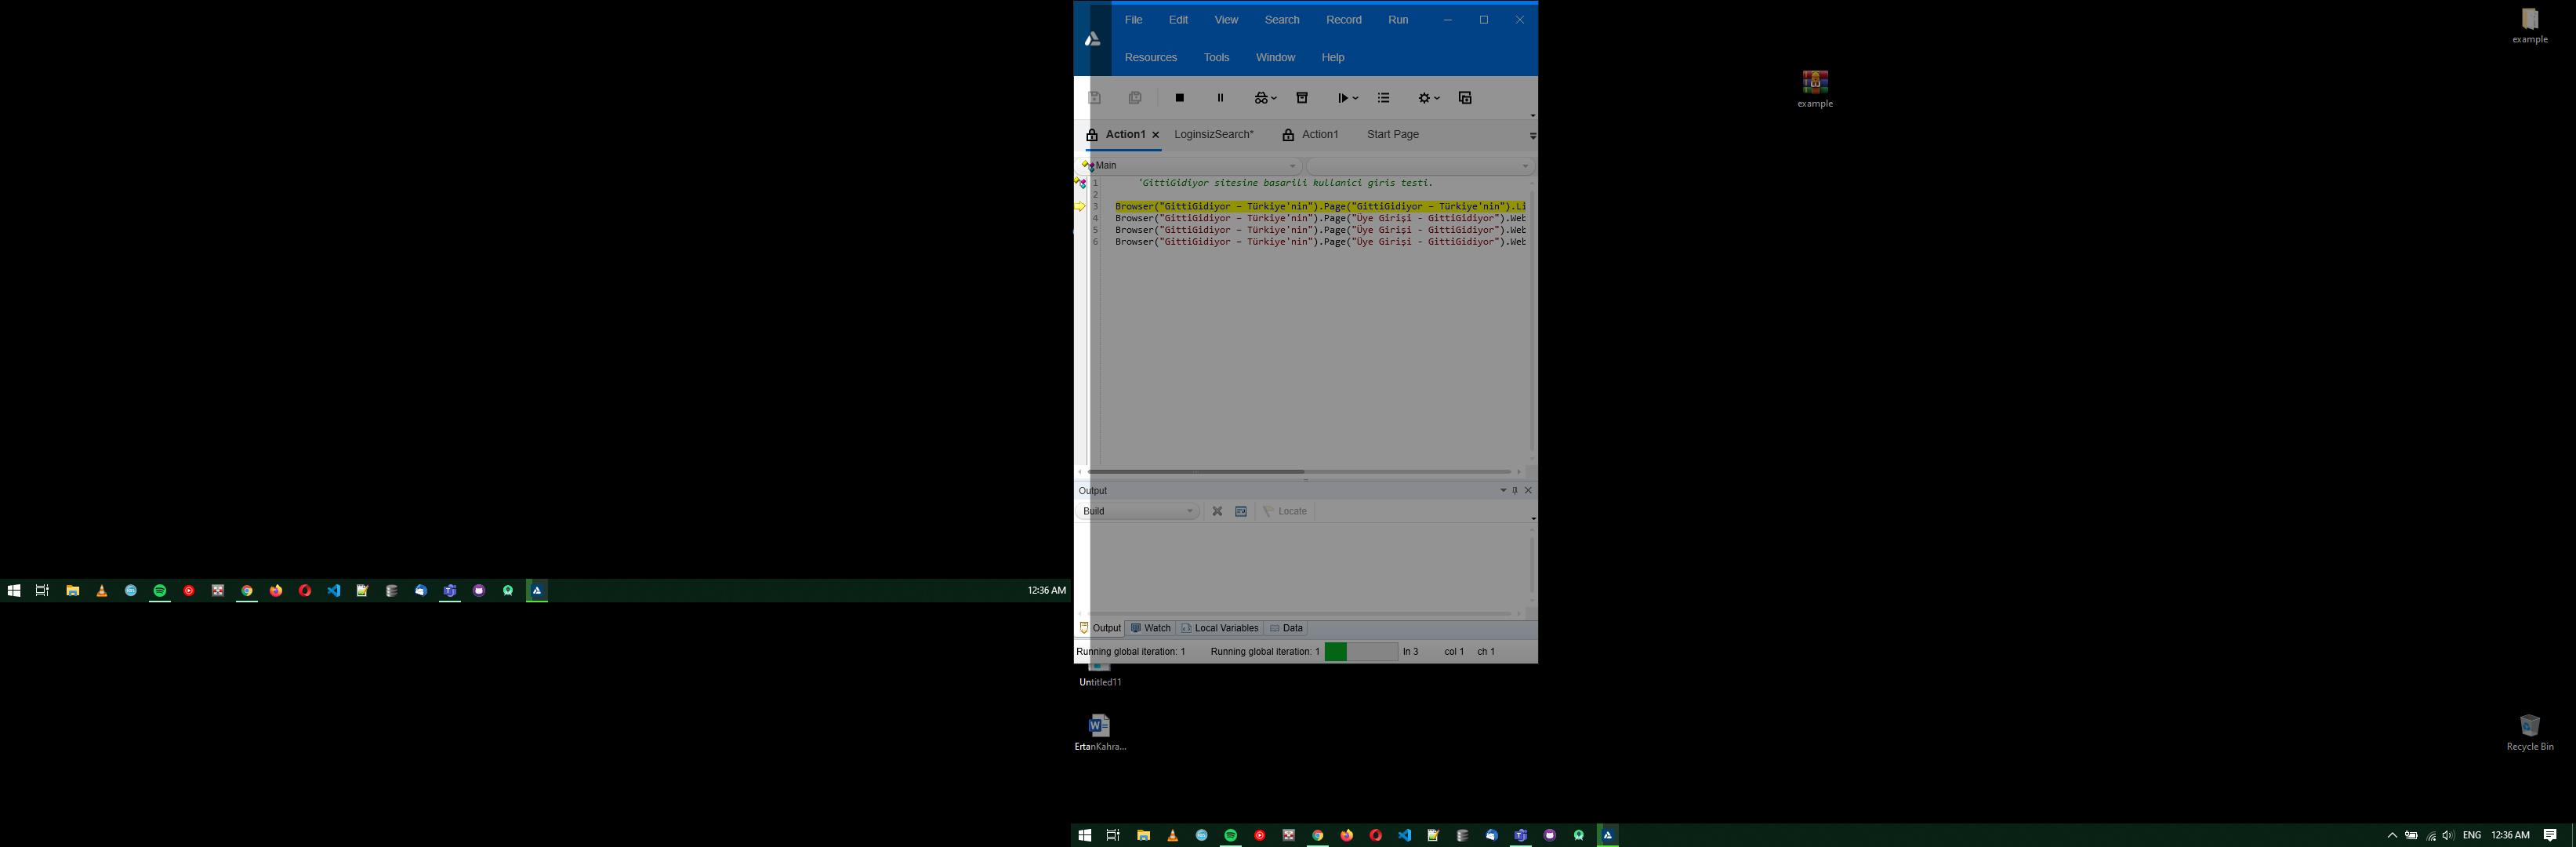 File Edit View Search Record Run
Resources Tools Window Help
Action1 LoginsizSearch* Action1 Start Page
Main
1 'GittiGidiyor sitesine basarili kullanici giris testi.
2
3 Browser("GittiGidiyor – Türkiye'nin").Page("GittiGidiyor – Türkiye'nin").Li
4 Browser("GittiGidiyor – Türkiye'nin").Page("Üye Girişi - GittiGidiyor").Web
5 Browser("GittiGidiyor – Türkiye'nin").Page("Üye Girişi - GittiGidiyor").Web
6 Browser("GittiGidiyor – Türkiye'nin").Page("Üye Girişi - GittiGidiyor").Web
Output
Build Locate
Output Watch Local Variables Data
Running global iteration: 1 Running global iteration: 1 ln 3 col 1 ch 1
Untitled11
ErtanKahra...
example
example
Recycle Bin
12:36 AM
ENG 12:36 AM